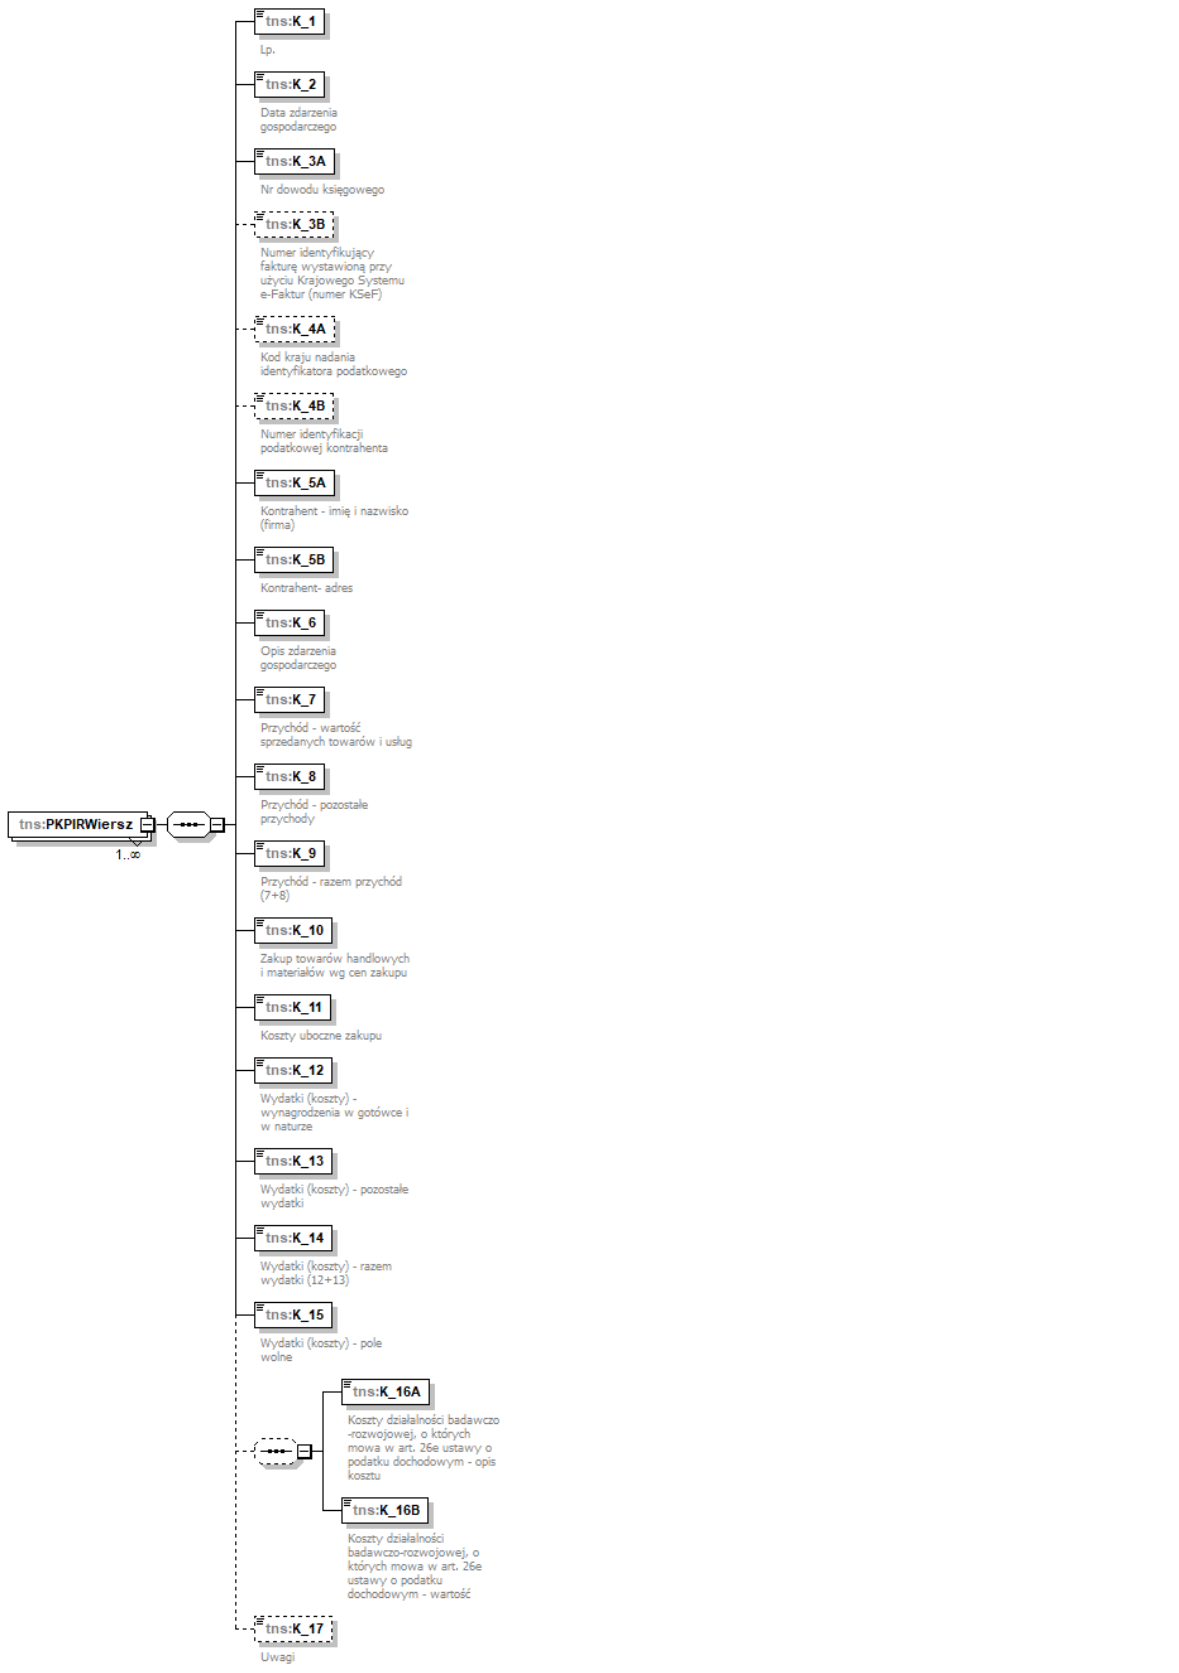 tns:K_1
Lp.
tns:K_2
Data zdarzenia
gospodarczego
tns:K_3A
Nr dowodu księgowego
tns:K_3B
Numer identyfikujący
fakturę wystawioną przy
użyciu Krajowego Systemu
e-Faktur (numer KSeF)
tns:K_4A
Kod kraju nadania
identyfikatora podatkowego
tns:K_4B
Numer identyfikacji
podatkowej kontrahenta
tns:K_5A
Kontrahent - imię i nazwisko
(firma)
tns:K_5B
Kontrahent- adres
tns:K_6
Opis zdarzenia
gospodarczego
tns:K_7
Przychód - wartość
sprzedanych towarów i usług
tns:K_8
Przychód - pozostałe
przychody
tns:PKPIRWiersz
1..∞
tns:K_9
Przychód - razem przychód
(7+8)
tns:K_10
Zakup towarów handlowych
i materiałów wg cen zakupu
tns:K_11
Koszty uboczne zakupu
tns:K_12
Wydatki (koszty) -
wynagrodzenia w gotówce i
w naturze
tns:K_13
Wydatki (koszty) - pozostałe
wydatki
tns:K_14
Wydatki (koszty) - razem
wydatki (12+13)
tns:K_15
Wydatki (koszty) - pole
wolne
tns:K_16A
Koszty działalności badawczo
-rozwojowej, o których
mowa w art. 26e ustawy o
podatku dochodowym - opis
kosztu
tns:K_16B
Koszty działalności
badawczo-rozwojowej, o
których mowa w art. 26e
ustawy o podatku
dochodowym - wartość
tns:K_17
Uwagi